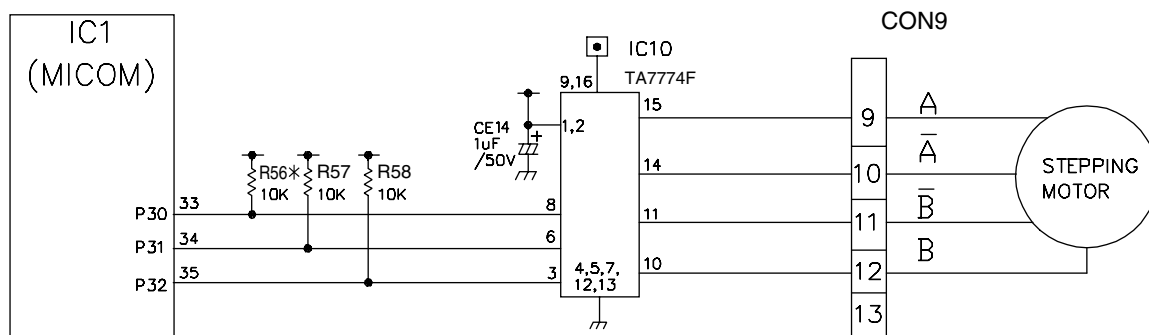 CON9
IC1
(MICOM)
IC10
TA7774F
9,16
15
1,2
CE14
1uF
/50V
+
9
A
14
A̅
10
STEPPING
MOTOR
R56*
10K
R57
10K
R58
10K
P30
33
8
11
B̅
11
P31
34
6
10
B
12
P32
35
3
4,5,7,
12,13
13